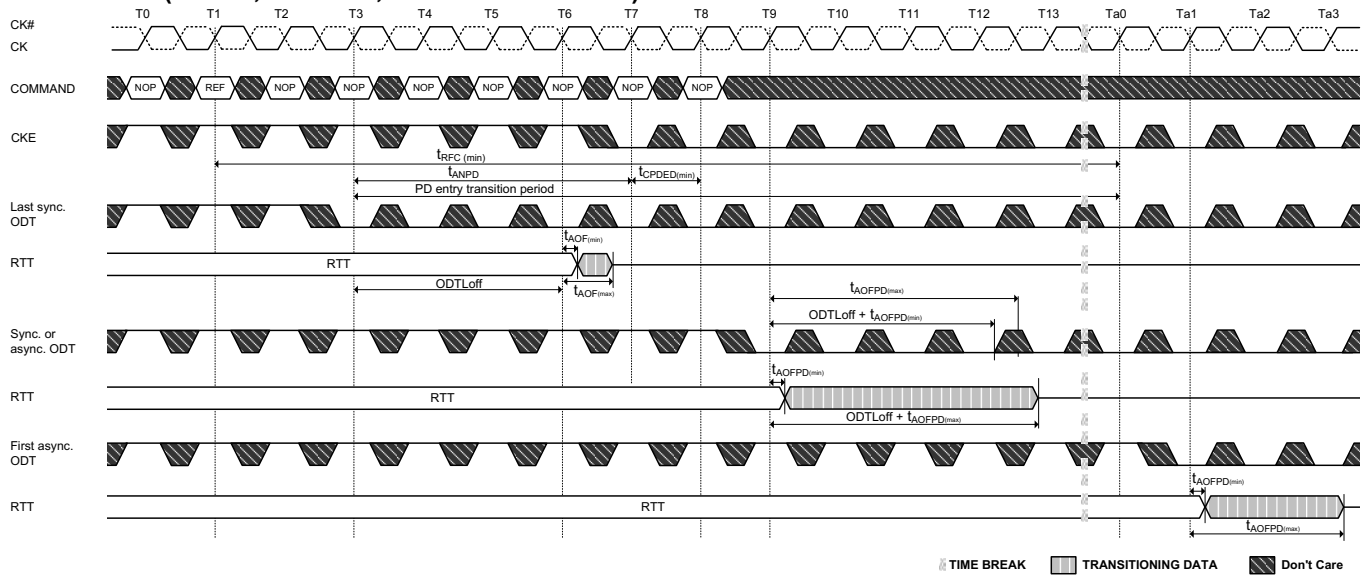 T0 T1 T2 T3 T4 T5 T6 T7 T8 T9 T10 T11 T12 T13 Ta0 Ta1 Ta2 Ta3
CK#
CK
COMMAND NOP REF NOP NOP NOP NOP NOP NOP NOP
CKE
tRFC (min)
tANPD tCPDED(min)
PD entry transition period
Last sync.
ODT
tAOF(min)
RTT RTT
ODTLoff tAOF(max)
tAOFPD(max)
ODTLoff + tAOFPD(min)
Sync. or
async. ODT
tAOFPD(min)
RTT RTT
ODTLoff + tAOFPD(max)
First async.
ODT
tAOFPD(min)
RTT RTT
tAOFPD(max)
TIME BREAK TRANSITIONING DATA Don't Care